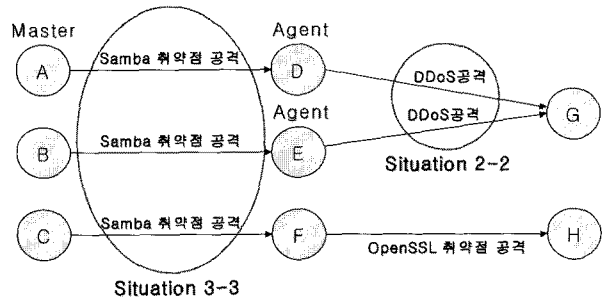 Master
Agent
A
Samba 취약점 공격
D
DDoS공격
Agent
DDoS공격
G
B
Samba 취약점 공격
E
Situation 2-2
C
Samba 취약점 공격
F
OpenSSL 취약점 공격
H
Situation 3-3